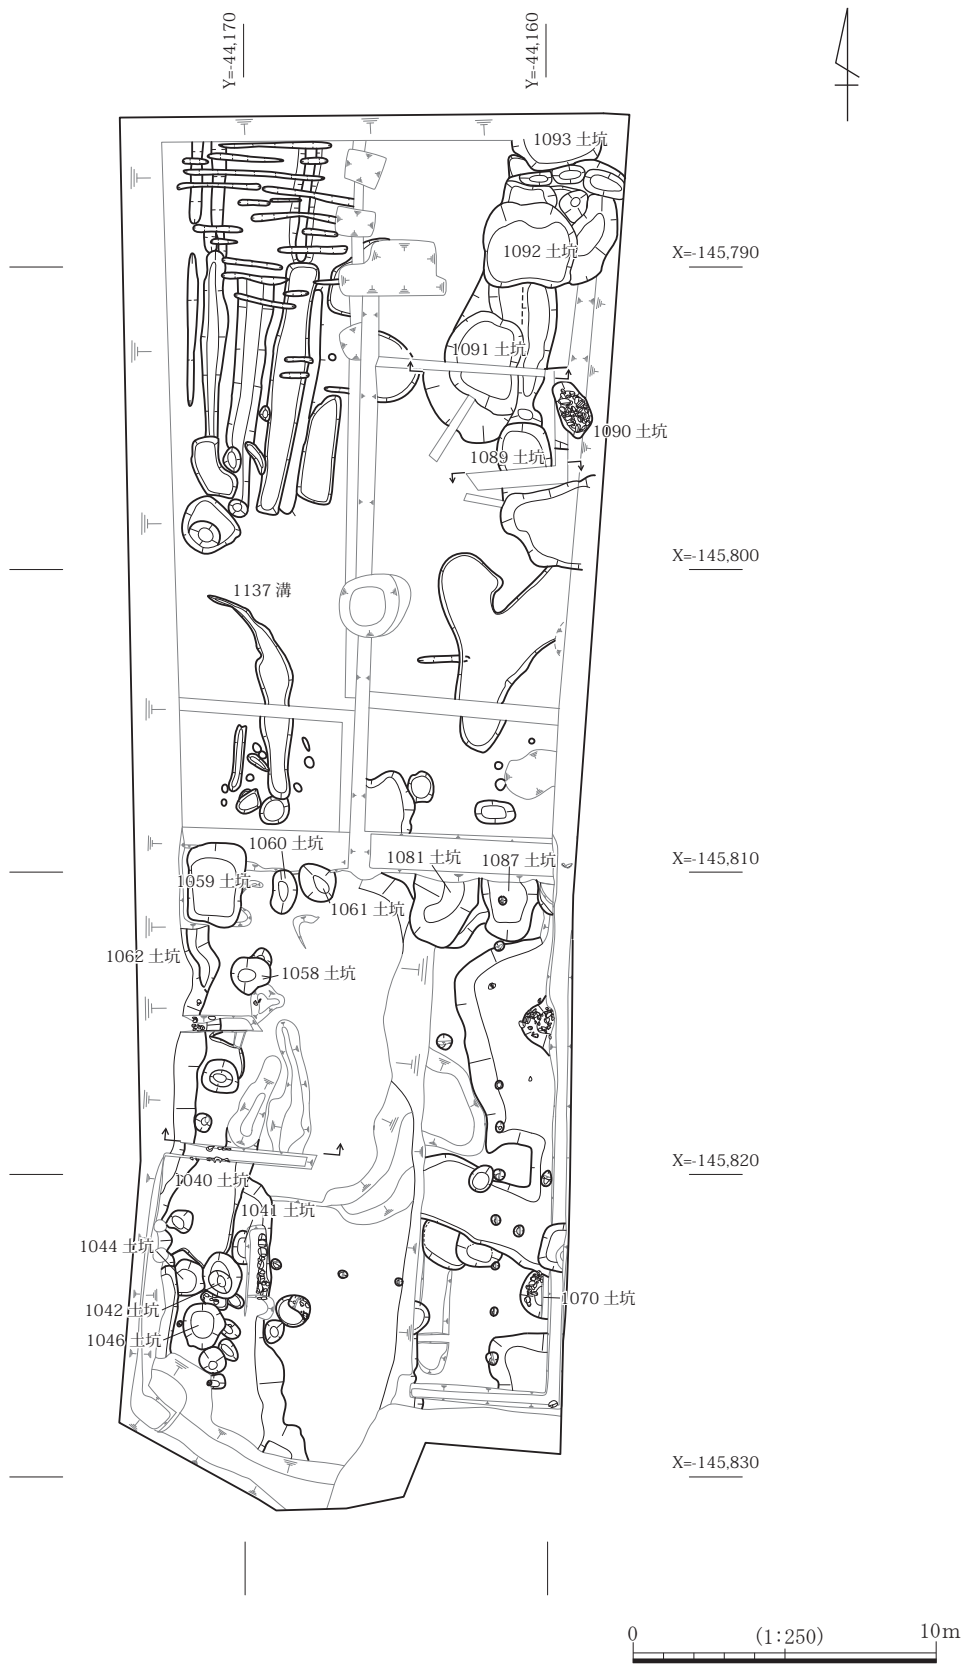 Y=-44,170
Y=-44,160
1093 土坑
1092 土坑
X=-145,790
1091 土坑
1090 土坑
1089 土坑
X=-145,800
1137 溝
1060 土坑
1081 土坑
1087 土坑
X=-145,810
1059 土坑
1061 土坑
1062 土坑
1058 土坑
X=-145,820
1040 土坑
1041 土坑
1044 土坑
1042 土坑
1070 土坑
1046 土坑
X=-145,830
0 (1:250) 10m